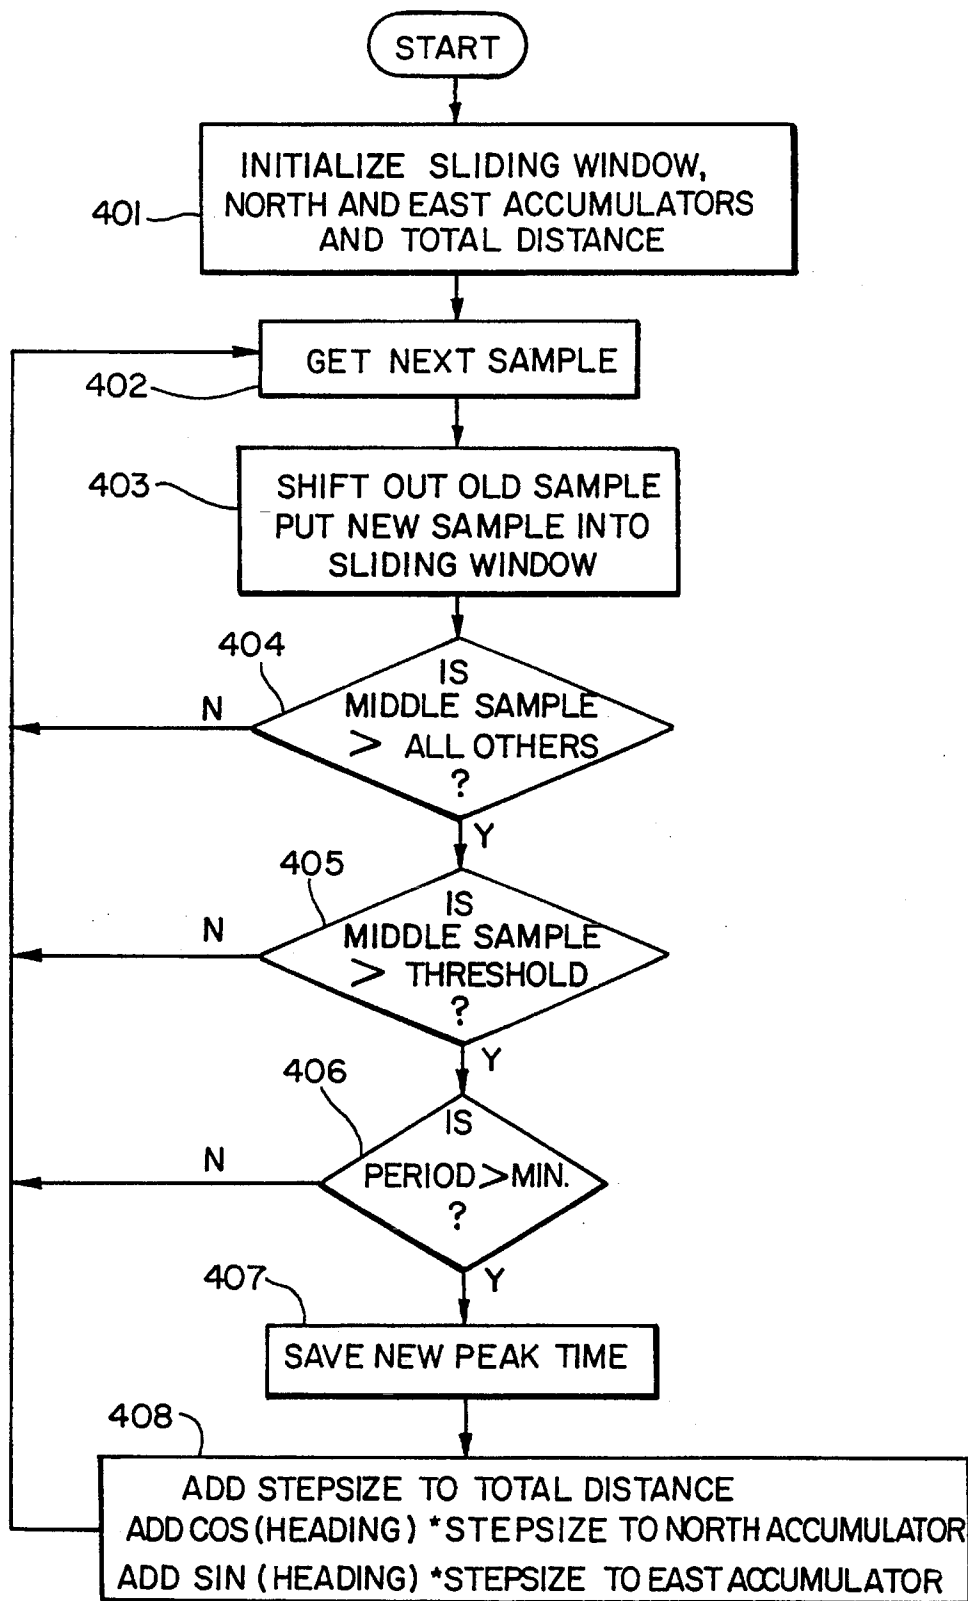 START
INITIALIZE SLIDING WINDOW,
NORTH AND EAST ACCUMULATORS
AND TOTAL DISTANCE
401
GET NEXT SAMPLE
402
403
SHIFT OUT OLD SAMPLE
PUT NEW SAMPLE INTO
SLIDING WINDOW
404
IS
MIDDLE SAMPLE
> ALL OTHERS
?
N
Y
405
IS
MIDDLE SAMPLE
> THRESHOLD
?
N
Y
406
IS
PERIOD > MIN.
?
N
Y
407
SAVE NEW PEAK TIME
408
ADD STEPSIZE TO TOTAL DISTANCE
ADD COS (HEADING) *STEPSIZE TO NORTH ACCUMULATOR
ADD SIN (HEADING) *STEPSIZE TO EAST ACCUMULATOR